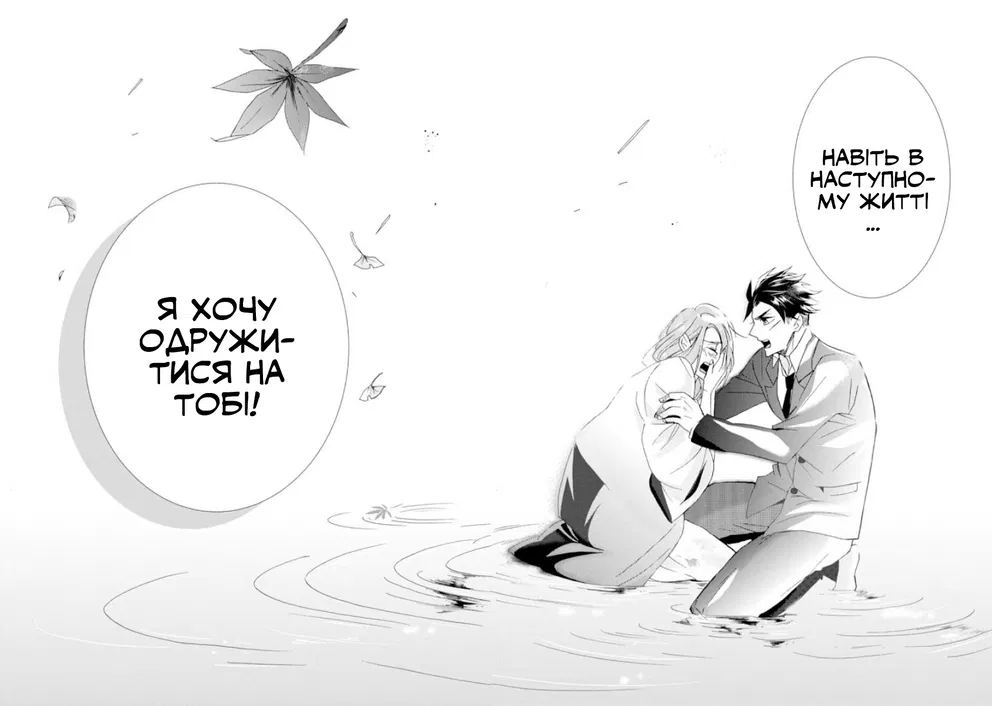 НАВІТЬ В
НАСТУПНО-
МУ ЖИТТІ
...
Я ХОЧУ
ОДРУЖИ-
ТИСЯ НА
ТОБІ!